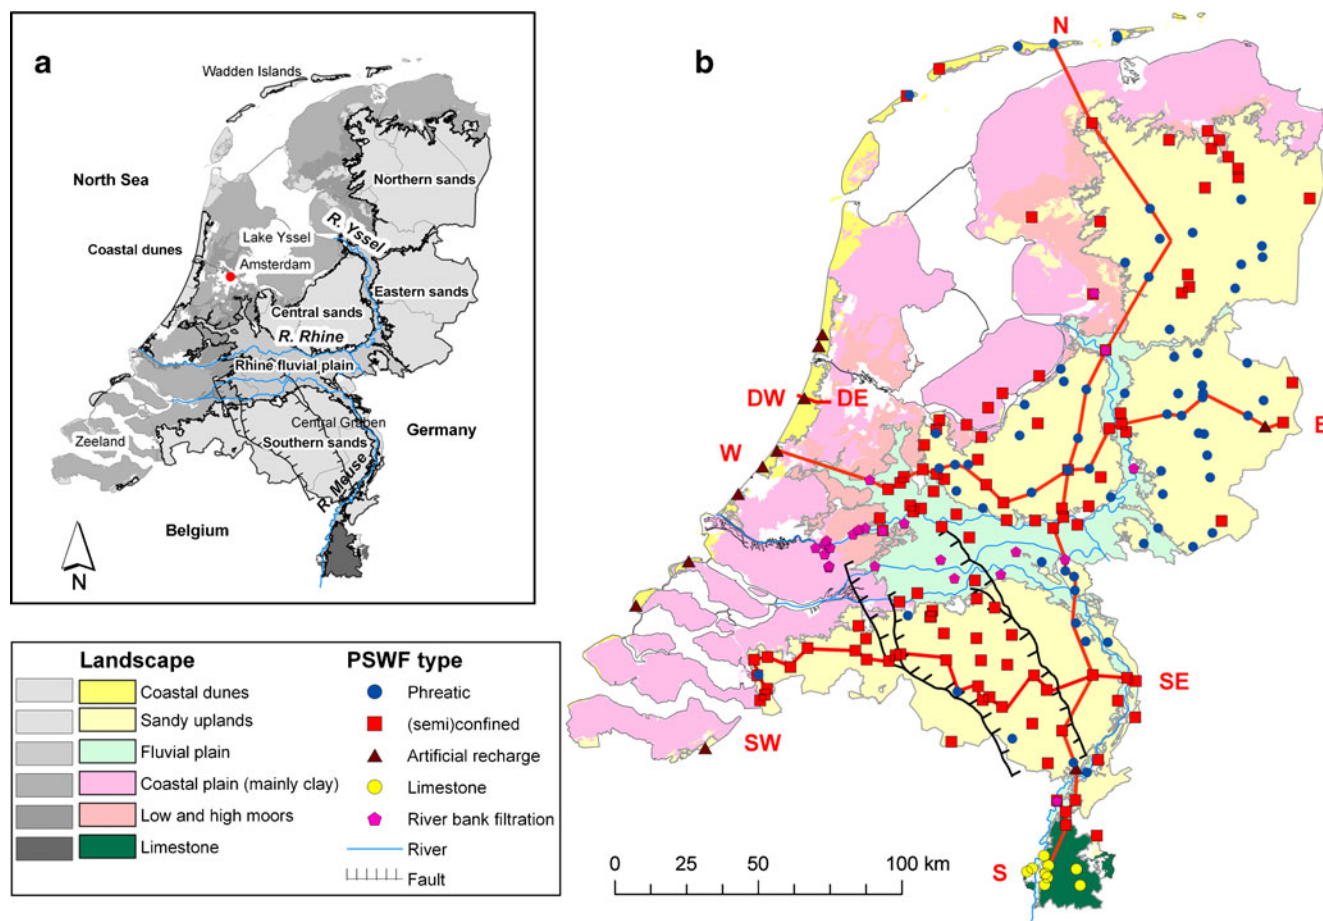 a
Wadden Islands
North Sea
Northern sands
R. Yssel
Lake Yssel
Coastal dunes
Amsterdam
Eastern sands
Central sands
R. Rhine
Rhine fluvial plain
Central Graben
Germany
Zeeland
Southern sands
R. Meuse
Belgium
N
b
N
DW
DE
E
W
SE
SW
S
0 25 50 100 km
Landscape
PSWF type
Coastal dunes
Phreatic
Sandy uplands
(semi)confined
Fluvial plain
Artificial recharge
Coastal plain (mainly clay)
Limestone
Low and high moors
River bank filtration
Limestone
River
Fault